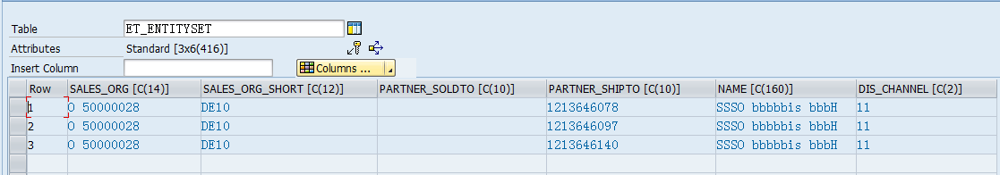 Table ET_ENTITYSET
Attributes Standard [3x6(416)]
Insert Column Columns ...
Row SALES_ORG [C(14)] SALES_ORG_SHORT [C(12)] PARTNER_SOLDTO [C(10)] PARTNER_SHIPTO [C(10)] NAME [C(160)] DIS_CHANNEL [C(2)]
1 O 50000028 DE10 1213646078 SSSO bbbbbis bbbH 11
2 O 50000028 DE10 1213646097 SSSO bbbbbis bbbH 11
3 O 50000028 DE10 1213646140 SSSO bbbbbis bbbH 11